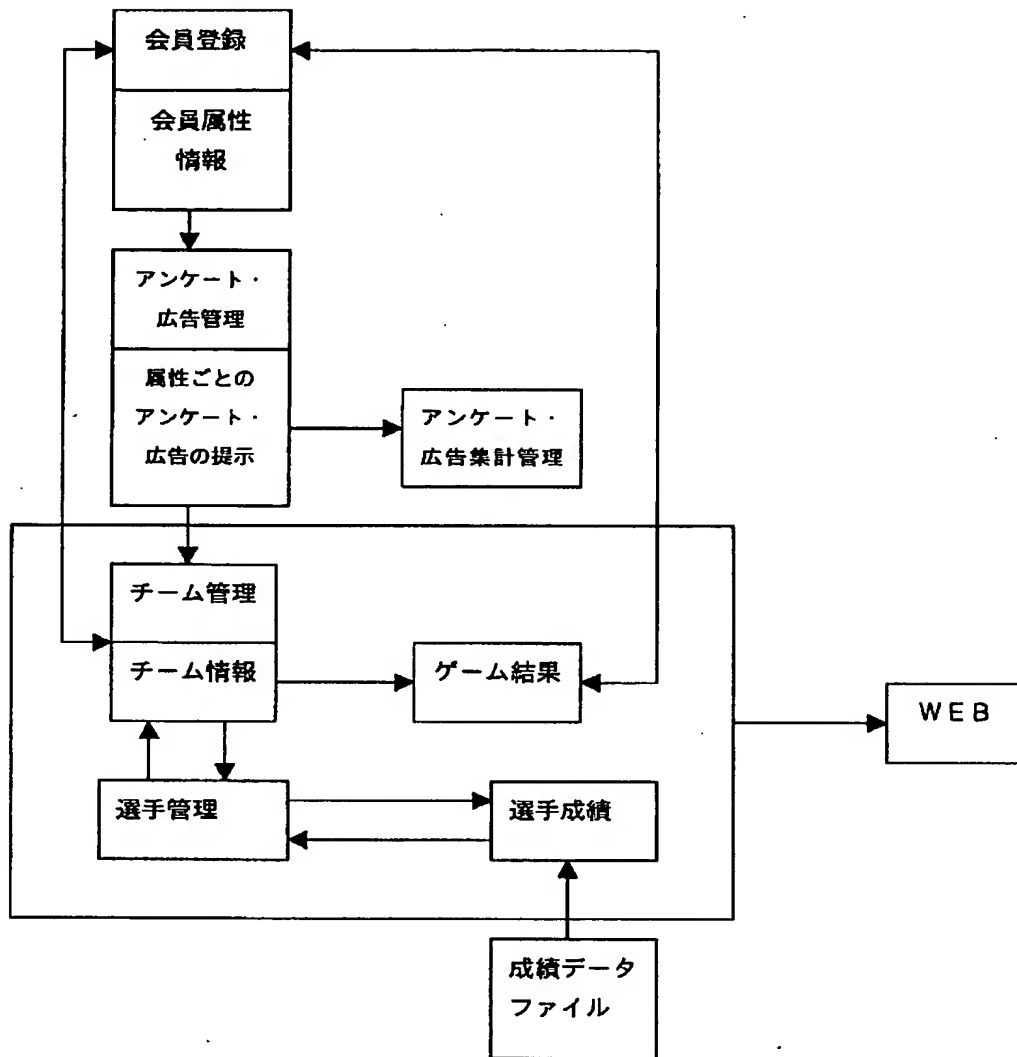 会員登録
会員属性
情報
アンケート・
広告管理
属性ごとの
アンケート・
広告の提示
アンケート・
広告集計管理
チーム管理
チーム情報
ゲーム結果
WEB
選手管理
選手成績
成績データ
ファイル